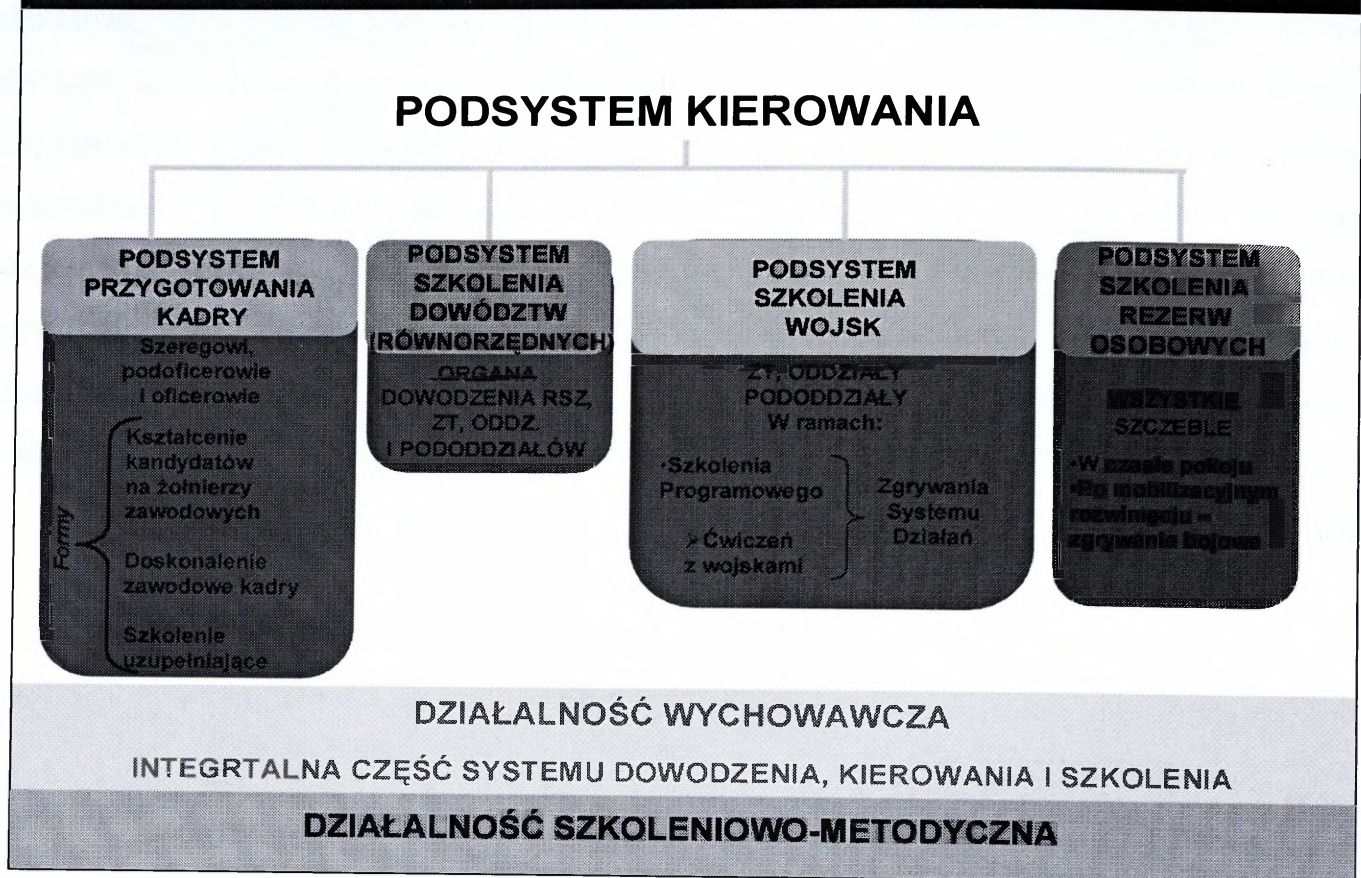 PODSYSTEM KIEROWANIA
PODSYSTEM
PRZYGOTOWANIA
KADRY
Szeregowi,
podoficerowie
i oficerowie
Formy
Kształcenie
kandydatów
na żołnierzy
zawodowych
Doskonalenie
zawodowe kadry
Szkolenie
uzupełniające
PODSYSTEM
SZKOLENIA
DOWÓDZTW
(RÓWNORZĘDNYCH)
ORGANA
DOWODZENIA RSZ,
ZT, ODDZ.
I PODODDZIAŁÓW
PODSYSTEM
SZKOLENIA
WOJSK
ZT, ODDZIAŁY
PODODDZIAŁY
W ramach:
•Szkolenia
Programowego
➢Ćwiczeń
z wojskami
Zgrywania
Systemu
Działań
PODSYSTEM
SZKOLENIA
REZERW
OSOBOWYCH
WSZYSTKIE
SZCZEBLE
•W czasie pokoju
•Po mobilizacyjnym
rozwinięciu –
zgrywanie bojowe
DZIAŁALNOŚĆ WYCHOWAWCZA
INTEGRTALNA CZĘŚĆ SYSTEMU DOWODZENIA, KIEROWANIA I SZKOLENIA
DZIAŁALNOŚĆ SZKOLENIOWO-METODYCZNA